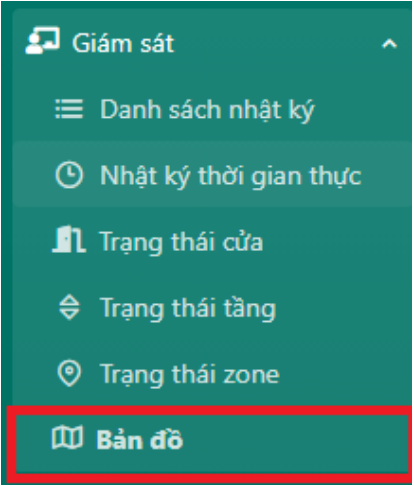 Giám sát
Danh sách nhật ký
Nhật ký thời gian thực
Trạng thái cửa
Trạng thái tầng
Trạng thái zone
Bản đồ